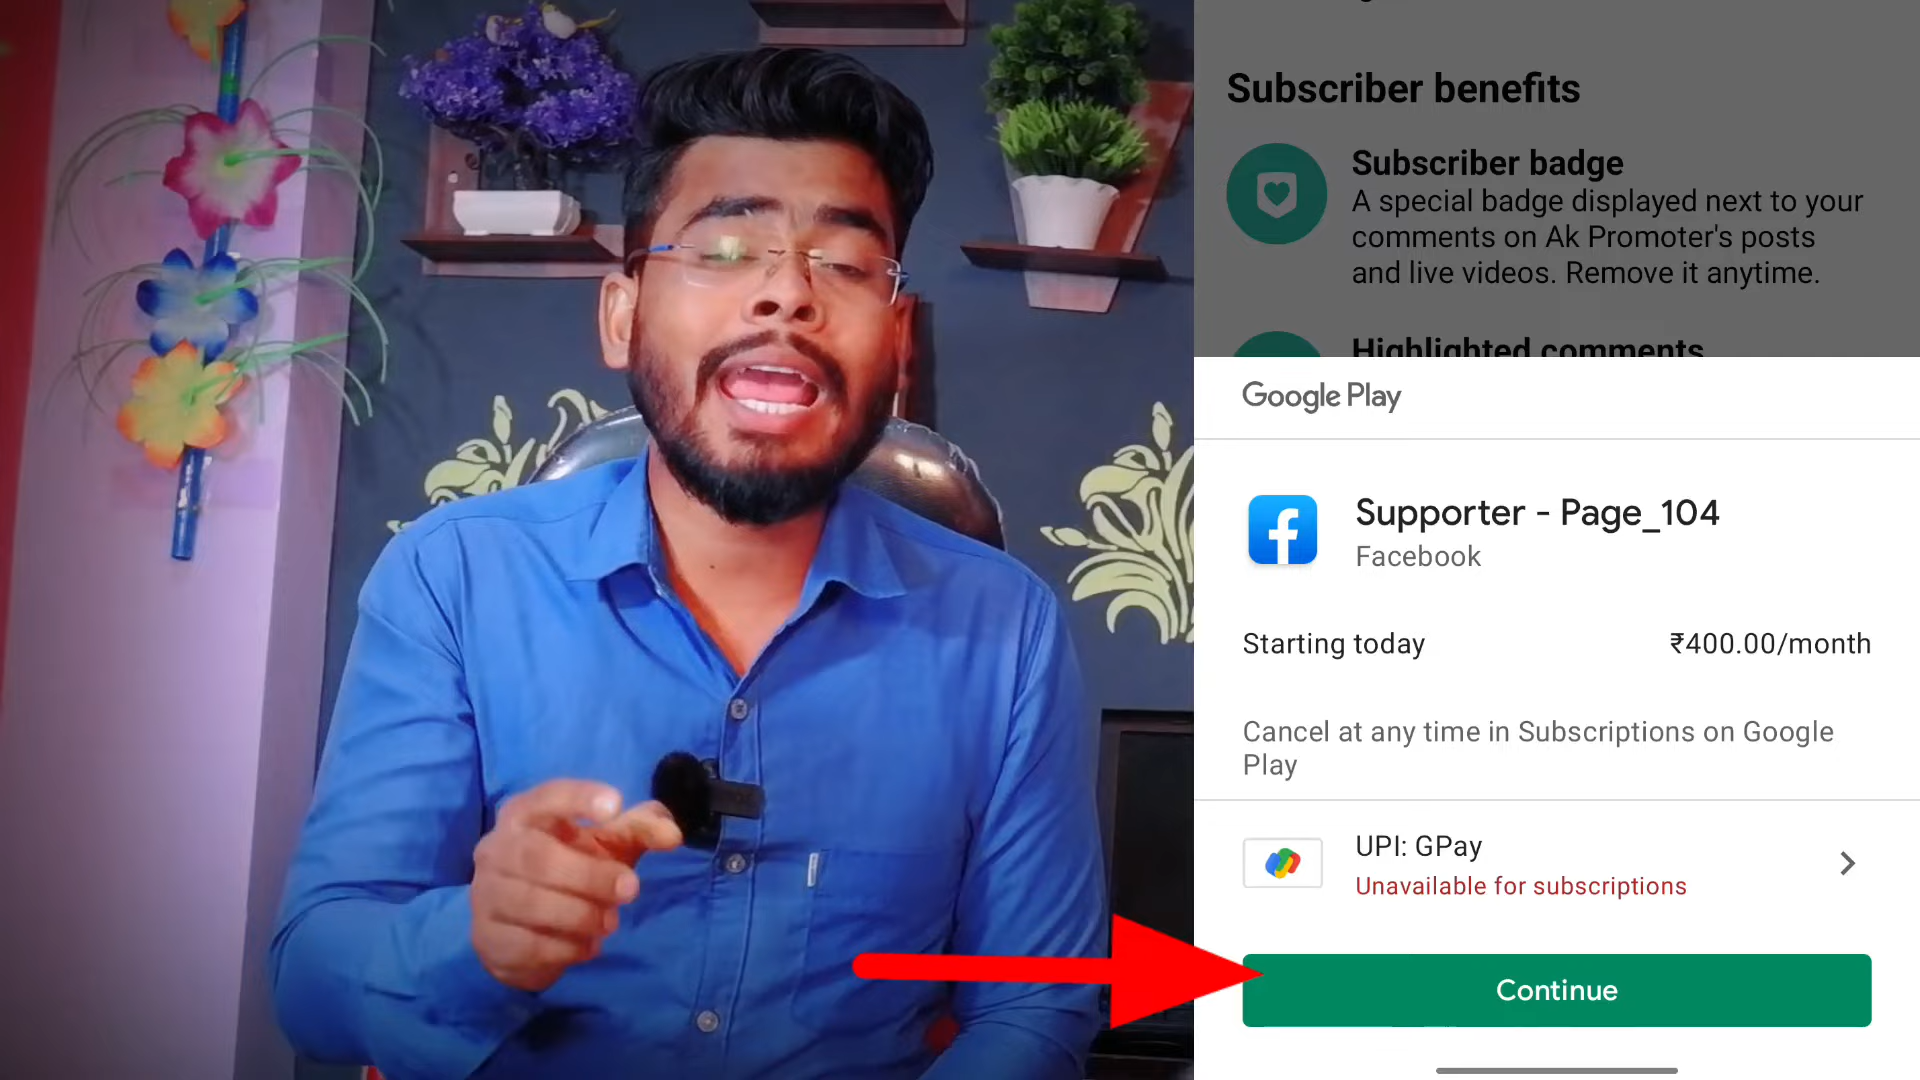 Subscriber benefits
Subscriber badge
A special badge displayed next to your
comments on Ak Promoter's posts
and live videos. Remove it anytime.
Highlighted comments
Google Play
Supporter - Page_104
Facebook
Starting today
₹400.00/month
Cancel at any time in Subscriptions on Google
Play
UPI: GPay
Unavailable for subscriptions
Continue